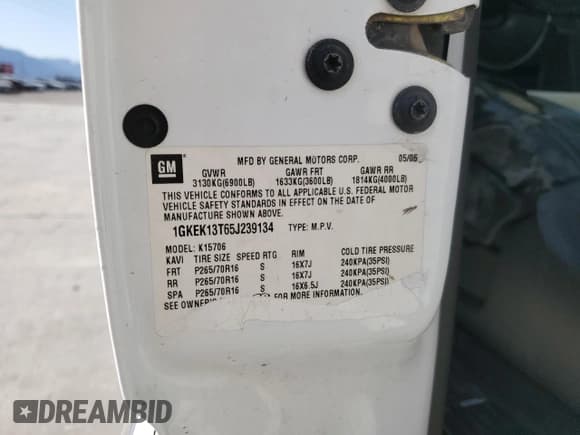 GM
MFD BY GENERAL MOTORS CORP. 05/05
GVWR GAWR FRT GAWR RR
3130KG(6900LB) 1633KG(3600LB) 1814KG(4000LB)
THIS VEHICLE CONFORMS TO ALL APPLICABLE U.S. FEDERAL MOTOR
VEHICLE SAFETY STANDARDS IN EFFECT ON THE DATE OF
MANUFACTURE SHOWN ABOVE.
1GKEK13T65J239134 TYPE: M.P.V.
MODEL: K15706
KAVI TIRE SIZE SPEED RTG RIM COLD TIRE PRESSURE
FRT P265/70R16 S 16X7J 240KPA(35PSI)
RR P265/70R16 S 16X7J 240KPA(35PSI)
SPA P265/70R16 S 16X6.5J 240KPA(35PSI)
SEE OWNER'S FOR MORE INFORMATION.
DREAMBID